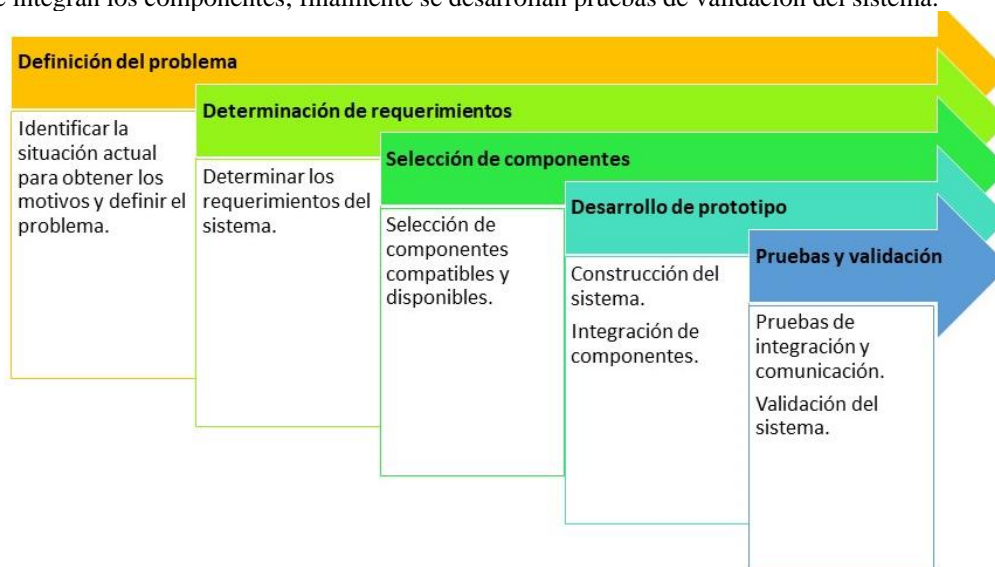 integran los componentes; finalmente se desarrollan pruebas de validación del sistema.
Definición del problema
Identificar la
situación actual
para obtener los
motivos y definir el
problema.
Determinación de requerimientos
Determinar los
requerimientos del
sistema.
Selección de componentes
Selección de
componentes
compatibles y
disponibles.
Desarrollo de prototipo
Construcción del
sistema.
Integración de
componentes.
Pruebas y validación
Pruebas de
integración y
comunicación.
Validación del
sistema.